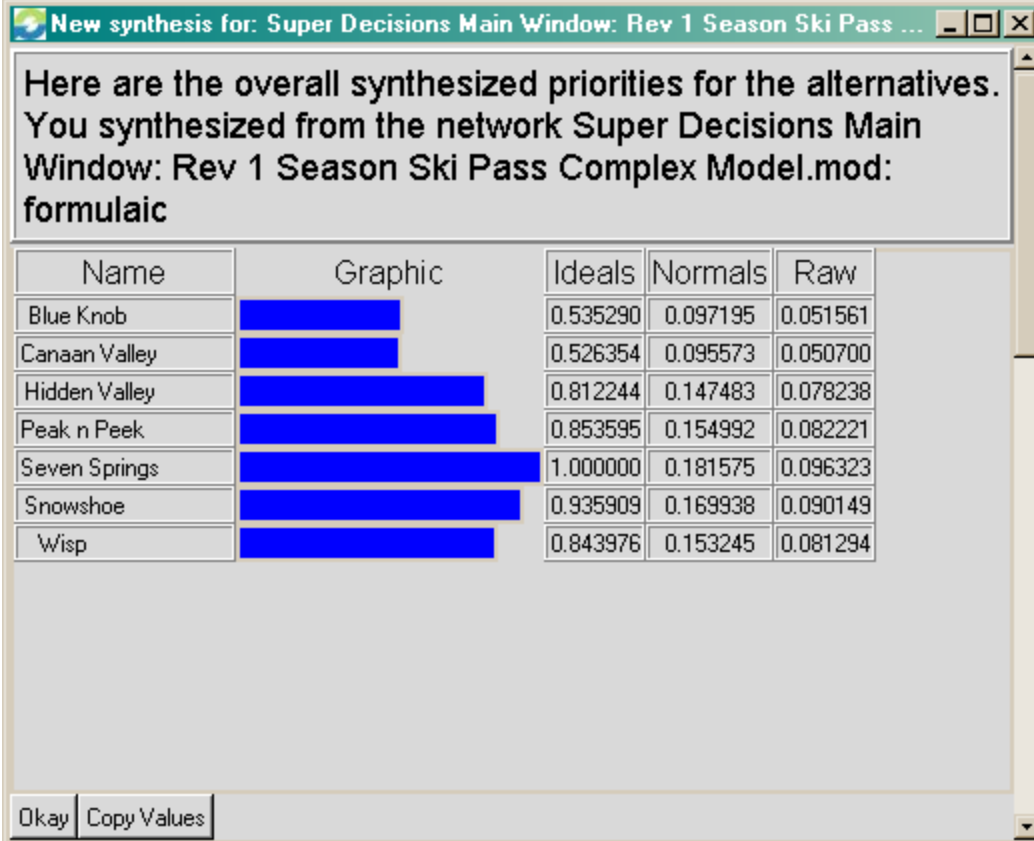 New synthesis for: Super Decisions Main Window: Rev 1 Season Ski Pass ...
Here are the overall synthesized priorities for the alternatives.
You synthesized from the network Super Decisions Main
Window: Rev 1 Season Ski Pass Complex Model.mod:
formulaic
Name Graphic Ideals Normals Raw
Blue Knob 0.535290 0.097195 0.051561
Canaan Valley 0.526354 0.095573 0.050700
Hidden Valley 0.812244 0.147483 0.078238
Peak n Peek 0.853595 0.154992 0.082221
Seven Springs 1.000000 0.181575 0.096323
Snowshoe 0.935909 0.169938 0.090149
Wisp 0.843976 0.153245 0.081294
Okay Copy Values